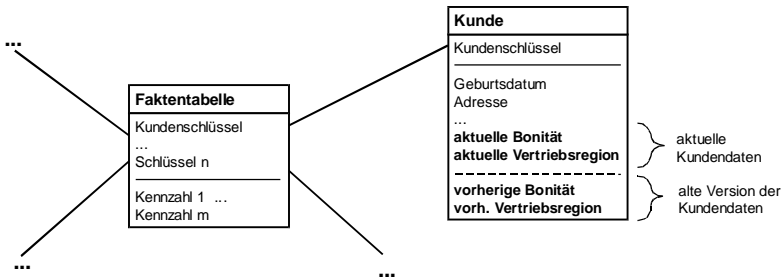 ...
Faktentabelle
Kundenschlüssel
...
Schlüssel n
Kennzahl 1 ...
Kennzahl m
...
...
Kunde
Kundenschlüssel
Geburtsdatum
Adresse
...
aktuelle Bonität
aktuelle Vertriebsregion
vorherige Bonität
vorh. Vertriebsregion
aktuelle
Kundendaten
alte Version der
Kundendaten